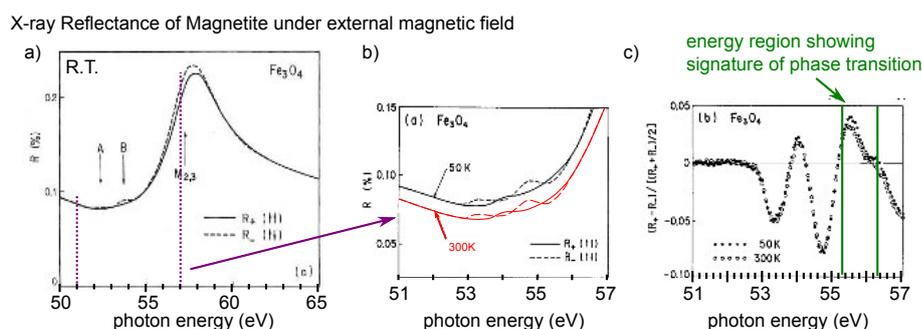 X-ray Reflectance of Magnetite under external magnetic field
a)
R.T.
Fe₃O₄
0.2
0.1
0
R (%)
A
B
M₂,₃
R₊ (↑↑)
R₋ (↑↓)
(a)
50
55
60
65
photon energy (eV)
b)
0.15
(a) Fe₃O₄
0.10
0.05
R (%)
50K
300K
R₊ (↑↑)
R₋ (↑↓)
51
53
55
57
photon energy (eV)
c)
energy region showing
signature of phase transition
0.05
(b) Fe₃O₄
0
-0.05
-0.10
(R₊-R₋)/[(R₊+R₋)/2]
50K
300K
51
53
55
57
photon energy (eV)